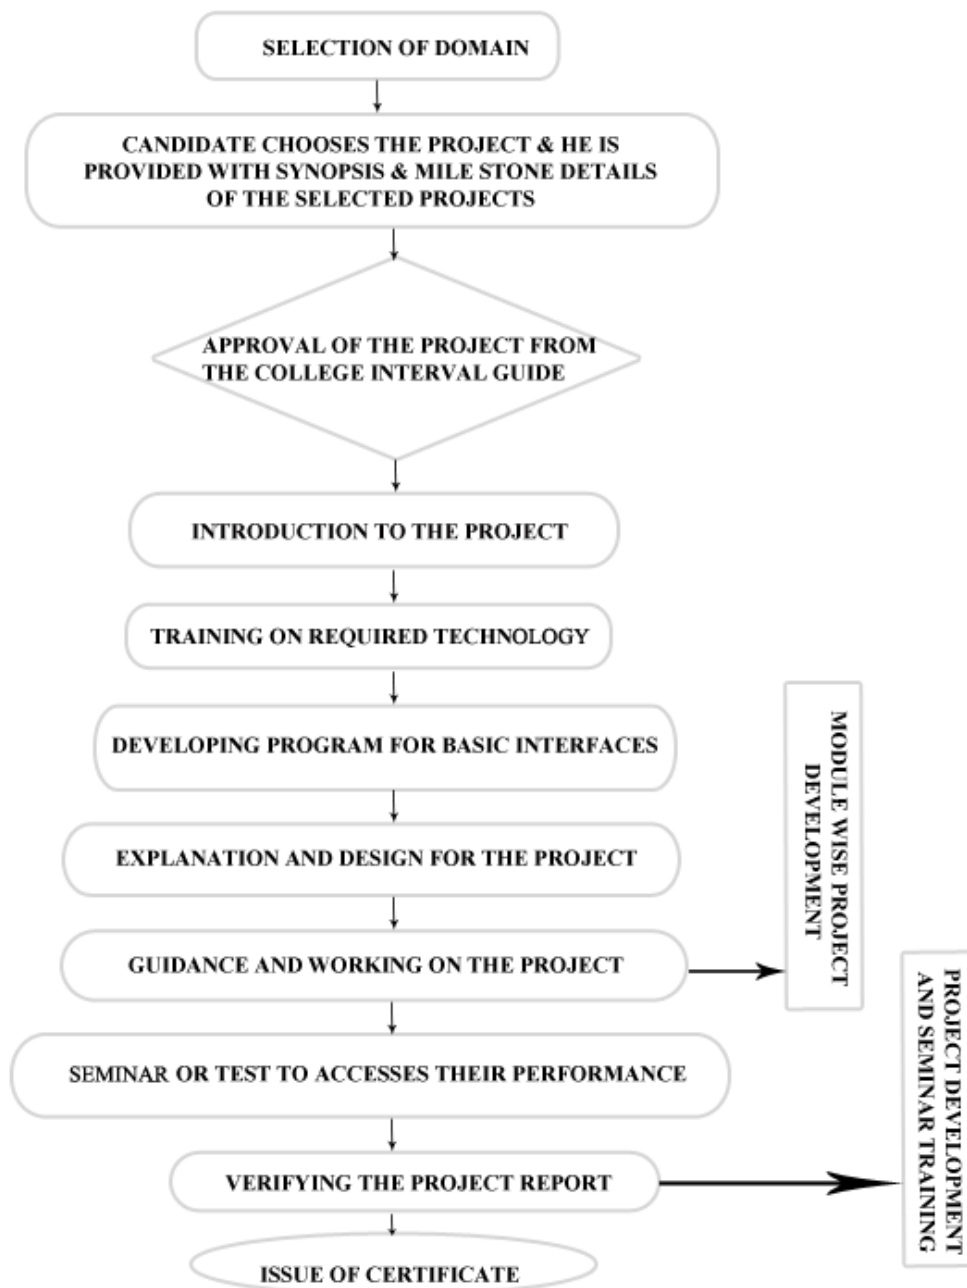 SELECTION OF DOMAIN
CANDIDATE CHOOSES THE PROJECT & HE IS
PROVIDED WITH SYNOPSIS & MILE STONE DETAILS
OF THE SELECTED PROJECTS
APPROVAL OF THE PROJECT FROM
THE COLLEGE INTERVAL GUIDE
INTRODUCTION TO THE PROJECT
TRAINING ON REQUIRED TECHNOLOGY
DEVELOPING PROGRAM FOR BASIC INTERFACES
EXPLANATION AND DESIGN FOR THE PROJECT
GUIDANCE AND WORKING ON THE PROJECT
MODULE WISE PROJECT
DEVELOPMENT
SEMINAR OR TEST TO ACCESSES THEIR PERFORMANCE
VERIFYING THE PROJECT REPORT
PROJECT DEVELOPMENT
AND SEMINAR TRAINING
ISSUE OF CERTIFICATE